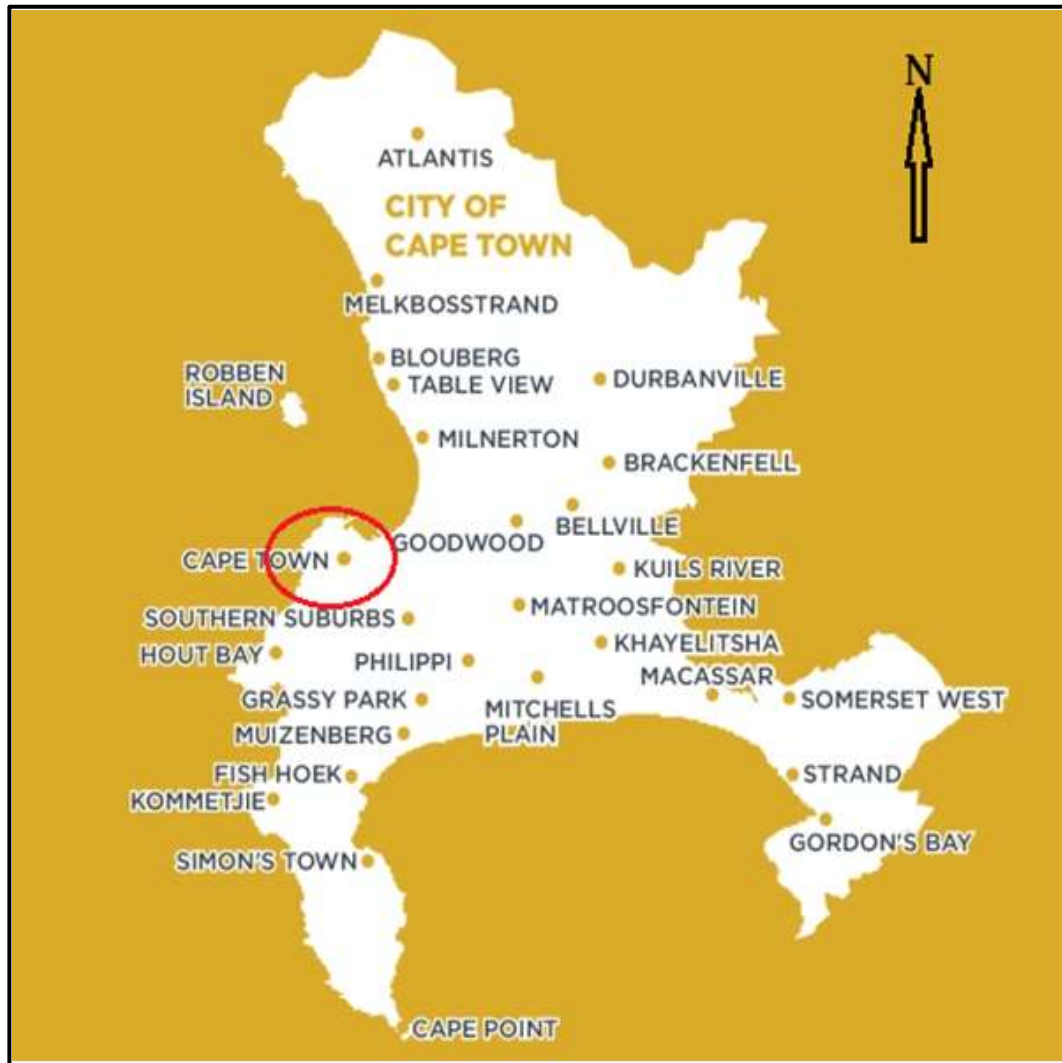 N
ATLANTIS
CITY OF
CAPE TOWN
MELKBOSSTRAND
BLOUBERG
ROBBEN
ISLAND
TABLE VIEW
DURBANVILLE
MILNERTON
BRACKENFELL
BELLVILLE
GOODWOOD
CAPE TOWN
KUILS RIVER
MATROOSFONTEIN
SOUTHERN SUBURBS
KHAYELITSHA
HOUT BAY
PHILIPPI
MACASSAR
GRASSY PARK
SOMERSET WEST
MITCHELLS
PLAIN
MUIZENBERG
FISH HOEK
STRAND
KOMMETJIE
GORDON'S BAY
SIMON'S TOWN
CAPE POINT